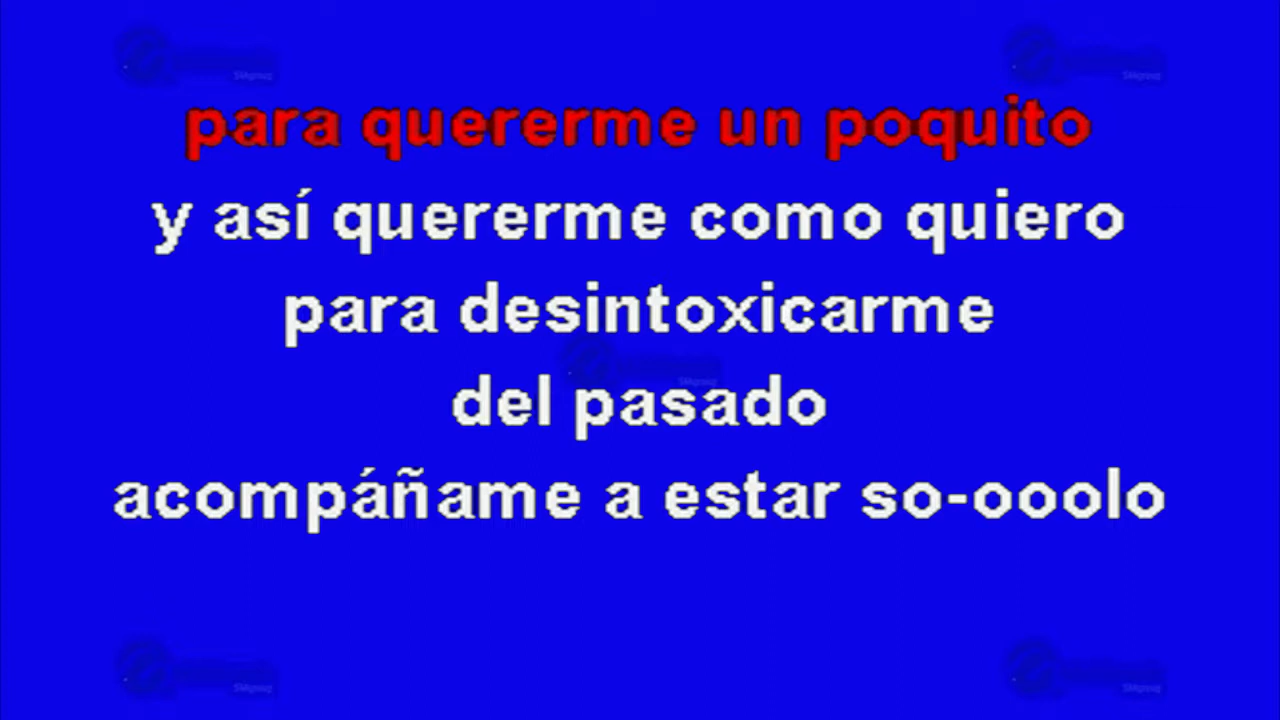 para quererme un poquito
y así quererme como quiero
para desintoxicarme
del pasado
acompáñame a estar so-ooolo